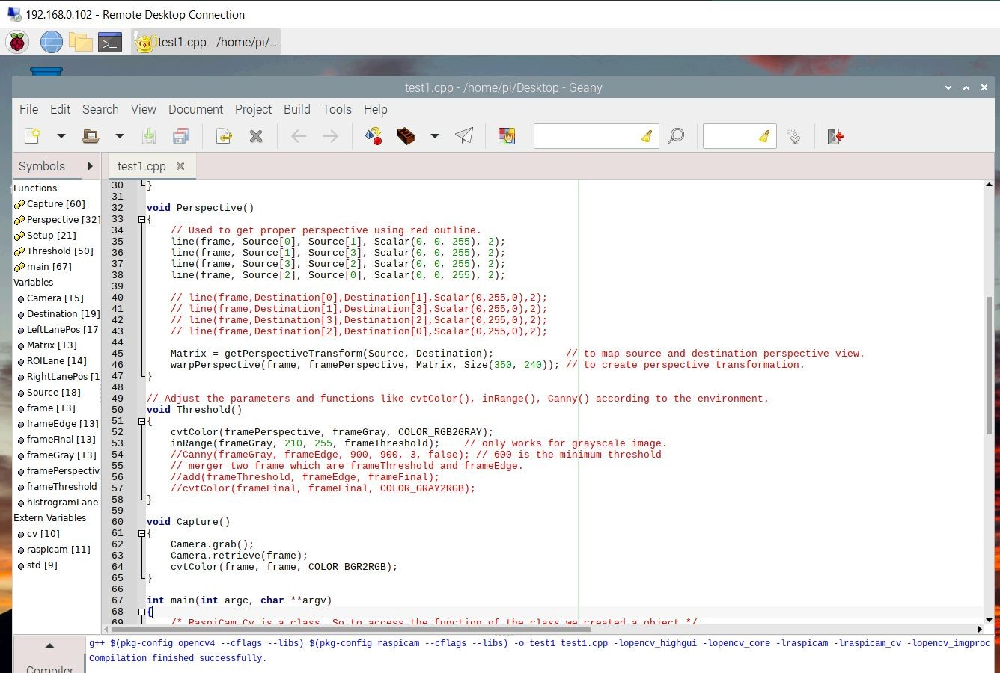 192.168.0.102 - Remote Desktop Connection
test1.cpp - /home/pi/...
test1.cpp - /home/pi/Desktop - Geany
File Edit Search View Document Project Build Tools Help
Symbols
test1.cpp
Functions
Capture [60]
Perspective [32]
Setup [21]
Threshold [50]
main [67]
Variables
Camera [15]
Destination [19]
LeftLanePos [17
Matrix [13]
ROILane [14]
RightLanePos [1
Source [18]
frame [13]
frameEdge [13]
frameFinal [13]
frameGray [13]
framePerspectiv
frameThreshold
histrogramLane
Extern Variables
cv [10]
raspicam [11]
std [9]
30 }
31
32 void Perspective()
33 {
34 // Used to get proper perspective using red outline.
35 line(frame, Source[0], Source[1], Scalar(0, 0, 255), 2);
36 line(frame, Source[1], Source[3], Scalar(0, 0, 255), 2);
37 line(frame, Source[3], Source[2], Scalar(0, 0, 255), 2);
38 line(frame, Source[2], Source[0], Scalar(0, 0, 255), 2);
39
40 // line(frame,Destination[0],Destination[1],Scalar(0,255,0),2);
41 // line(frame,Destination[1],Destination[3],Scalar(0,255,0),2);
42 // line(frame,Destination[3],Destination[2],Scalar(0,255,0),2);
43 // line(frame,Destination[2],Destination[0],Scalar(0,255,0),2);
44
45 Matrix = getPerspectiveTransform(Source, Destination); // to map source and destination perspective view.
46 warpPerspective(frame, framePerspective, Matrix, Size(350, 240)); // to create perspective transformation.
47 }
48
49 // Adjust the parameters and functions like cvtColor(), inRange(), Canny() according to the environment.
50 void Threshold()
51 {
52 cvtColor(framePerspective, frameGray, COLOR_RGB2GRAY);
53 inRange(frameGray, 210, 255, frameThreshold); // only works for grayscale image.
54 //Canny(frameGray, frameEdge, 900, 900, 3, false); // 600 is the minimum threshold
55 // merger two frame which are frameThreshold and frameEdge.
56 //add(frameThreshold, frameEdge, frameFinal);
57 //cvtColor(frameFinal, frameFinal, COLOR_GRAY2RGB);
58 }
59
60 void Capture()
61 {
62 Camera.grab();
63 Camera.retrieve(frame);
64 cvtColor(frame, frame, COLOR_BGR2RGB);
65 }
66
67 int main(int argc, char **argv)
68 {
69 /* RaspiCam_Cv is a class. So to access the function of the class we created a object */
Compiler
g++ $(pkg-config opencv4 --cflags --libs) $(pkg-config raspicam --cflags --libs) -o test1 test1.cpp -lopencv_highgui -lopencv_core -lraspicam -lraspicam_cv -lopencv_imgproc
Compilation finished successfully.